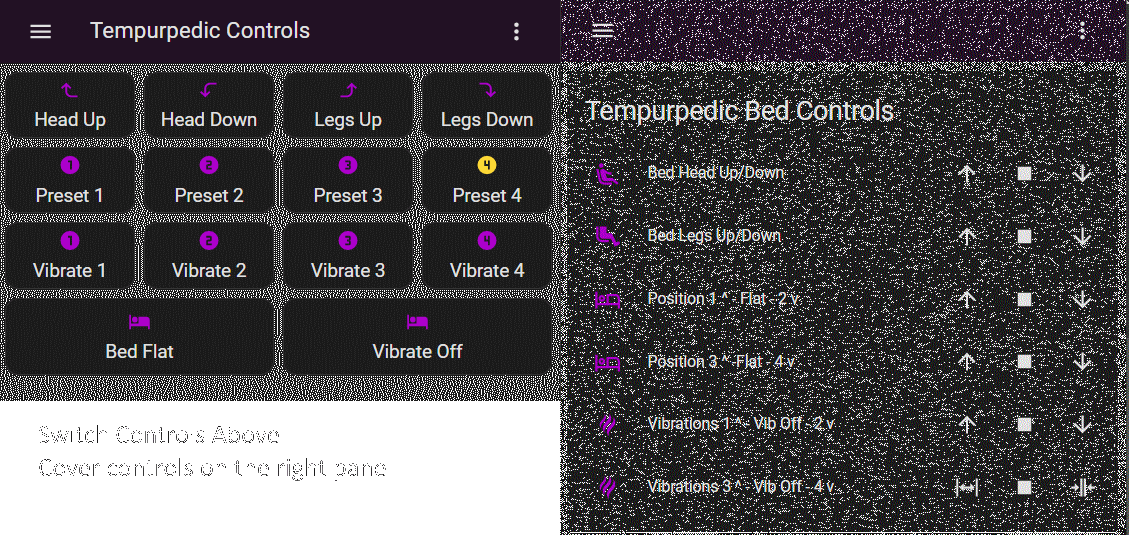 Tempurpedic Controls
Head Up
Head Down
Legs Up
Legs Down
1
2
3
4
Preset 1
Preset 2
Preset 3
Preset 4
1
2
3
4
Vibrate 1
Vibrate 2
Vibrate 3
Vibrate 4
Bed Flat
Vibrate Off
Switch Controls Above
Cover controls on the right pane
Tempurpedic Bed Controls
Bed Head Up/Down
Bed Legs Up/Down
Position 1 ^ - Flat - 2 v
Position 3 ^ -Flat - 4 v
Vibrations 1 ^ - Vib Off - 2 v
Vibrations 3 ^ - Vib Off - 4 v